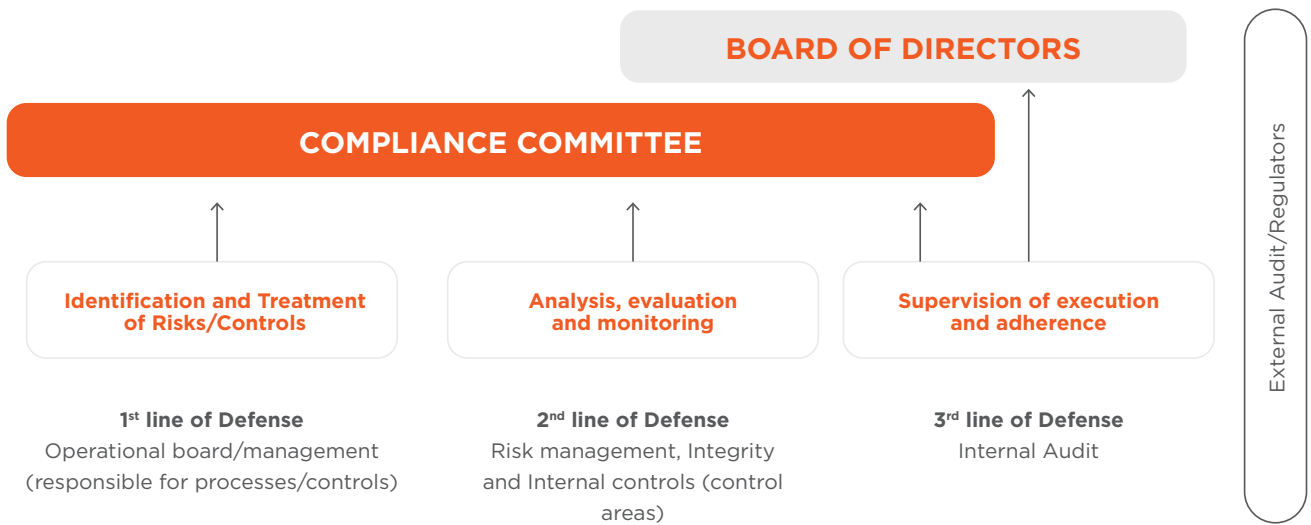 BOARD OF DIRECTORS
COMPLIANCE COMMITTEE
Identification and Treatment
of Risks/Controls
1st line of Defense
Operational board/management
(responsible for processes/controls)
Analysis, evaluation
and monitoring
2nd line of Defense
Risk management, Integrity
and Internal controls (control
areas)
Supervision of execution
and adherence
3rd line of Defense
Internal Audit
External Audit/Regulators